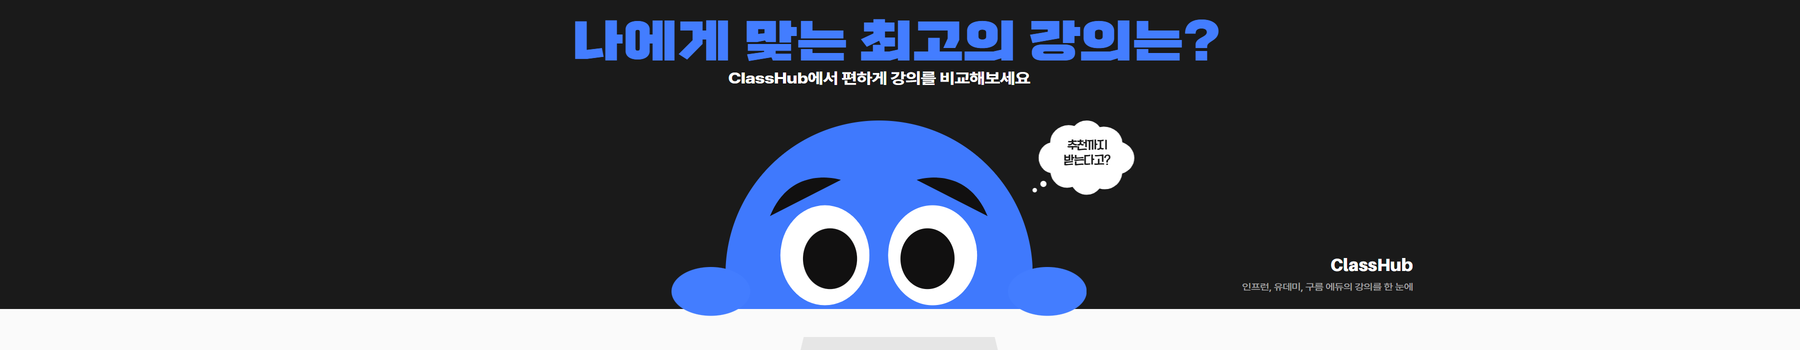 나에게 맞는 최고의 강의는?
ClassHub에서 편하게 강의를 비교해보세요
추천까지
받는다고?
ClassHub
인프런, 유데미, 구름 에듀의 강의를 한 눈에